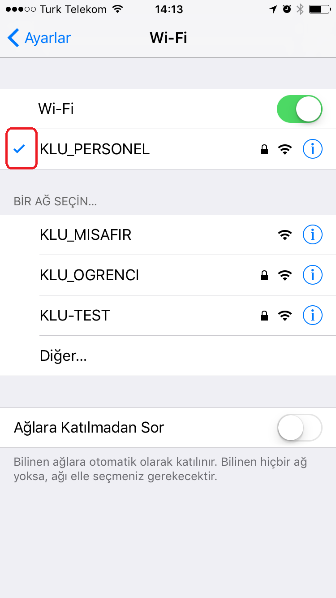 Turk Telekom 14:13
Ayarlar Wi-Fi
Wi-Fi
KLU_PERSONEL
BİR AĞ SEÇİN...
KLU_MISAFIR
KLU_OGRENCI
KLU-TEST
Diğer...
Ağlara Katılmadan Sor
Bilinen ağlara otomatik olarak katılınır. Bilinen hiçbir ağ
yoksa, ağı elle seçmeniz gerekecektir.